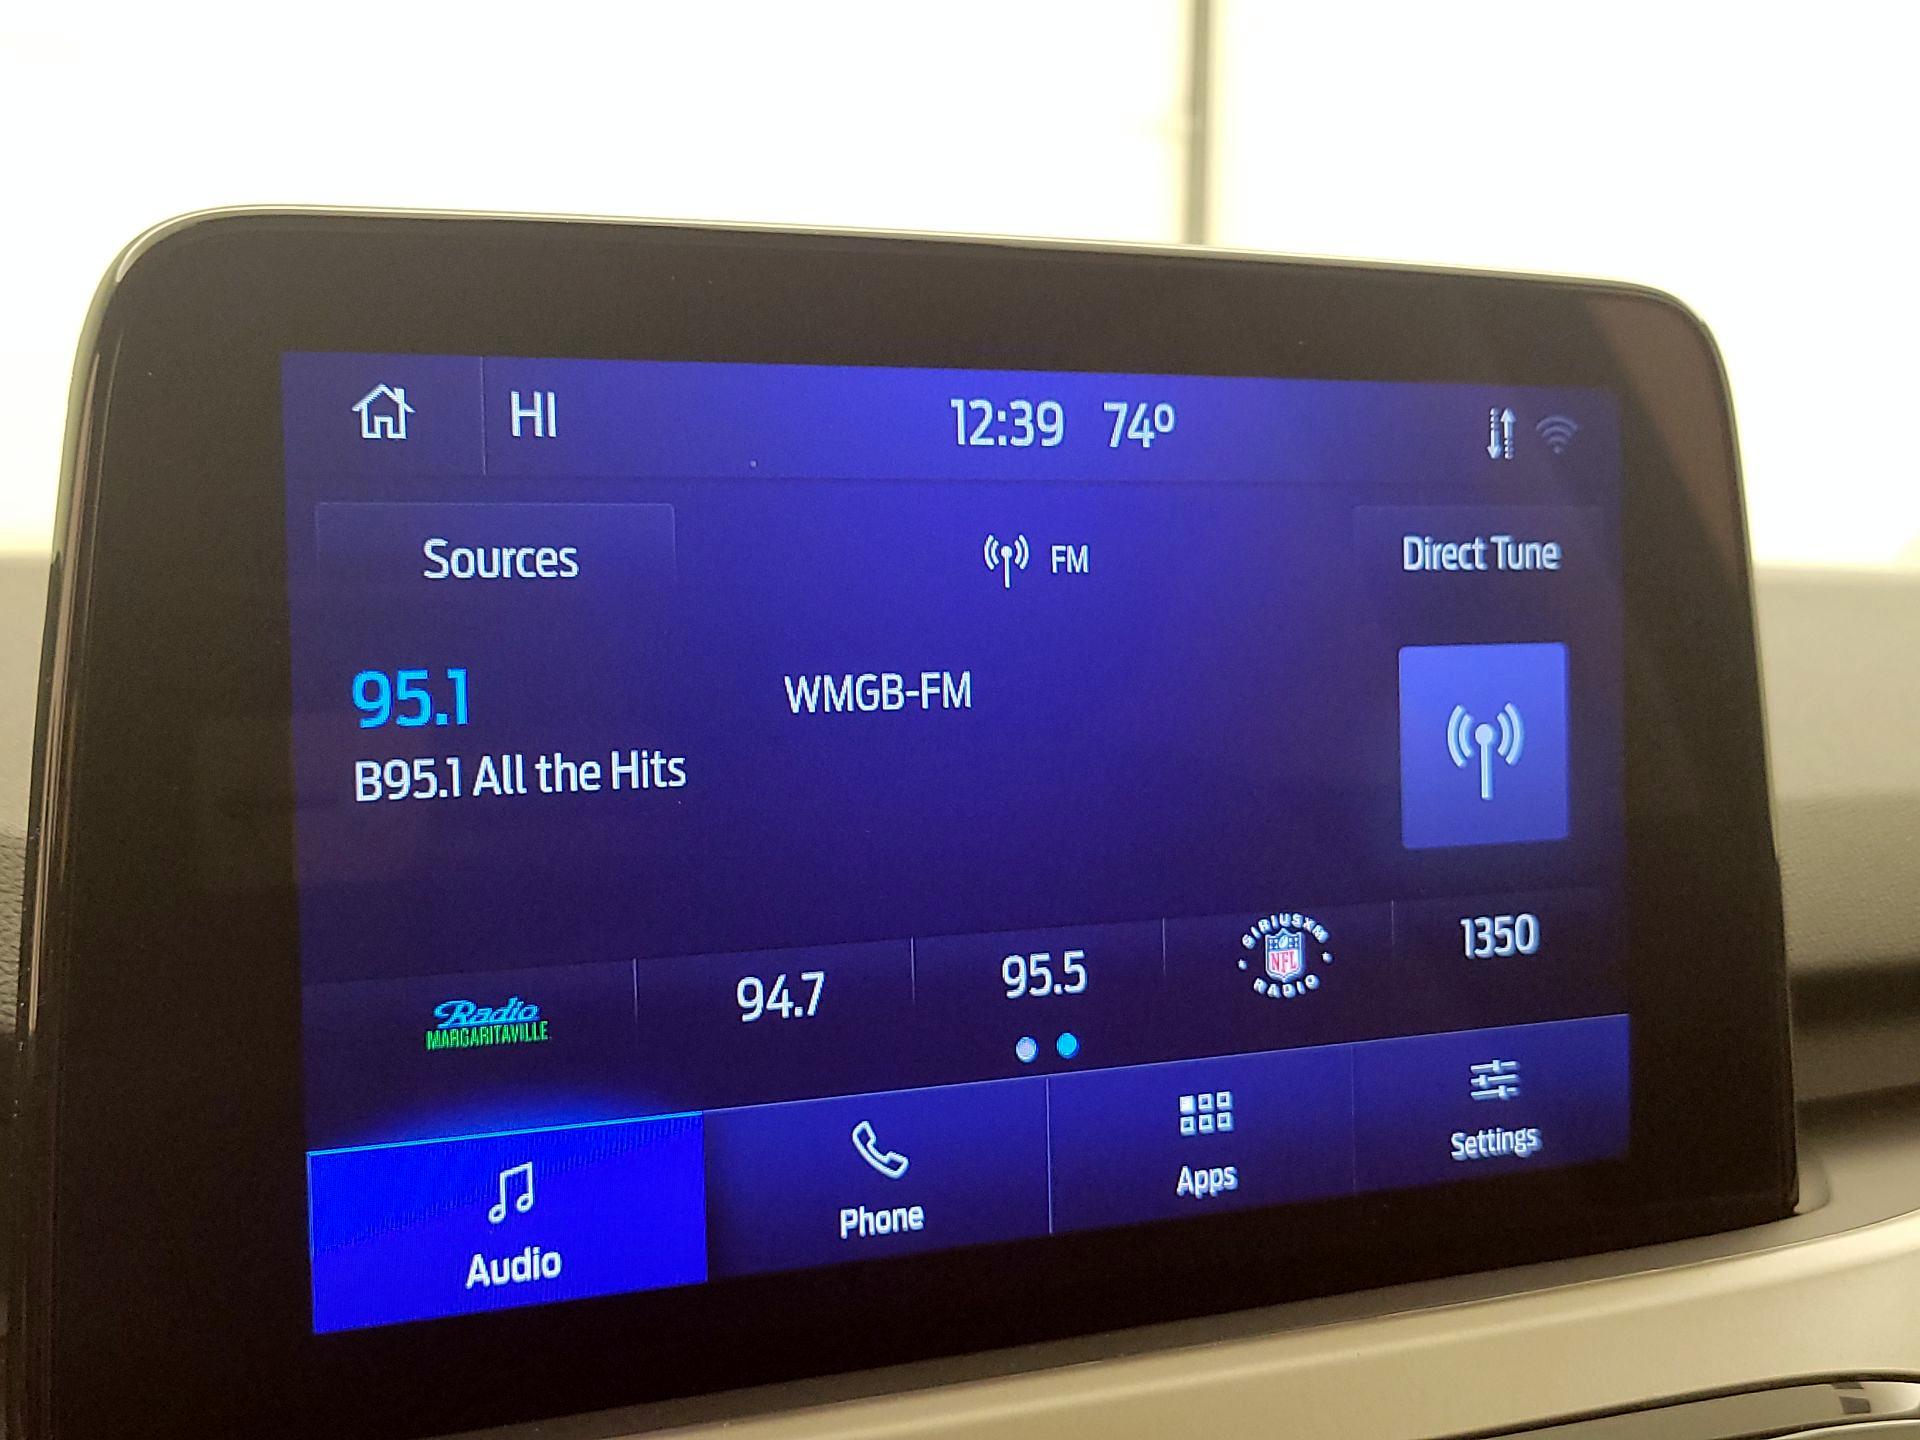 HI
12:39 74º
Sources
FM
Direct Tune
95.1
WMGB-FM
B95.1 All the Hits
Radio
MARGARITAVILLE
94.7
95.5
SIRIUSXM
NFL
RADIO
1350
Audio
Phone
Apps
Settings